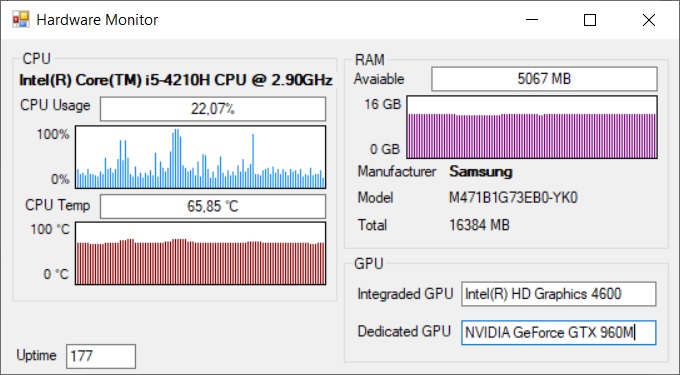 Hardware Monitor
CPU
Intel(R) Core(TM) i5-4210H CPU @ 2.90GHz
CPU Usage 22,07%
100%
0%
CPU Temp 65,85 °C
100 °C
0 °C
Uptime 177
RAM
Avaiable 5067 MB
16 GB
0 GB
Manufacturer Samsung
Model M471B1G73EB0-YK0
Total 16384 MB
GPU
Integraded GPU Intel(R) HD Graphics 4600
Dedicated GPU NVIDIA GeForce GTX 960M